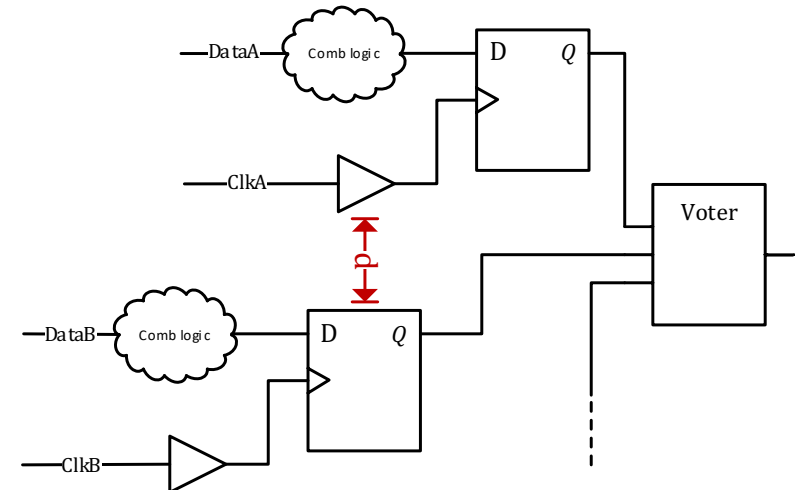 DataA
Comb logic
D
Q
ClkA
Voter
d
DataB
Comb logic
D
Q
ClkB